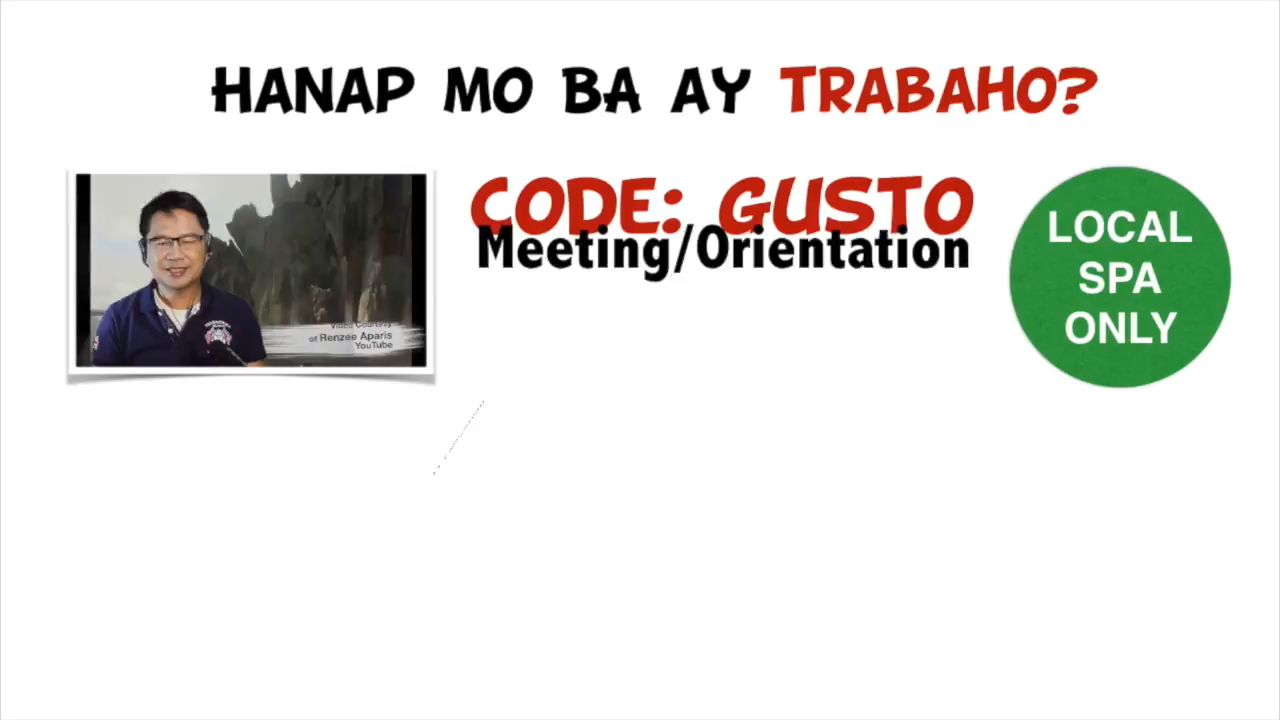 HANAP MO BA AY TRABAHO?
CODE: GUSTO
Meeting/Orientation
LOCAL
SPA
ONLY
Video Courtesy
of Renzee Aparis
YouTube